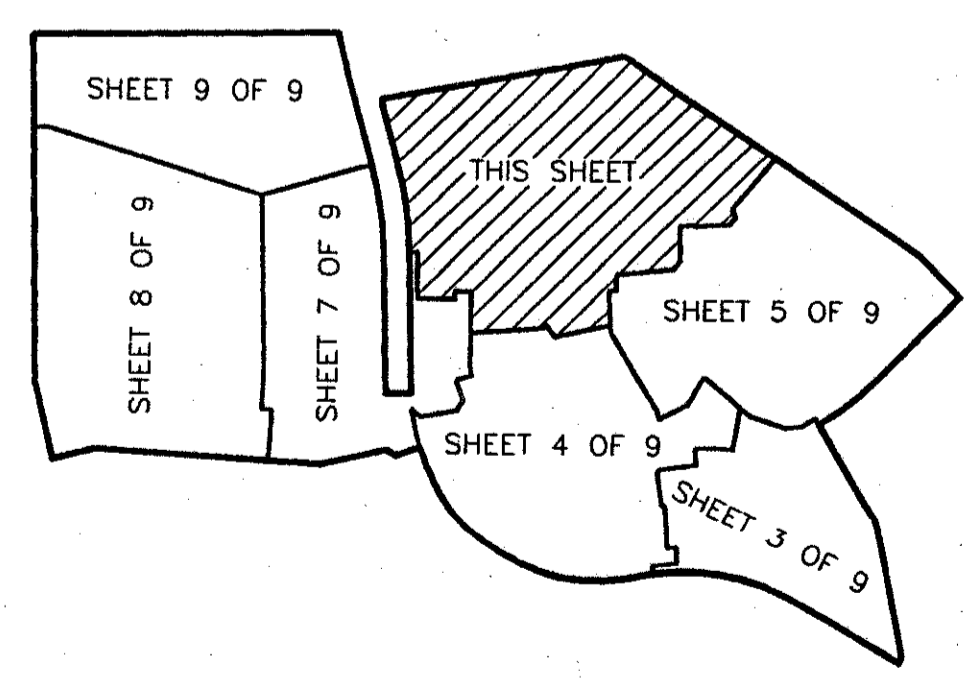 SHEET 9 OF 9
THIS SHEET
SHEET 8 OF 9
SHEET 7 OF 9
SHEET 5 OF 9
SHEET 4 OF 9
SHEET 3 OF 9